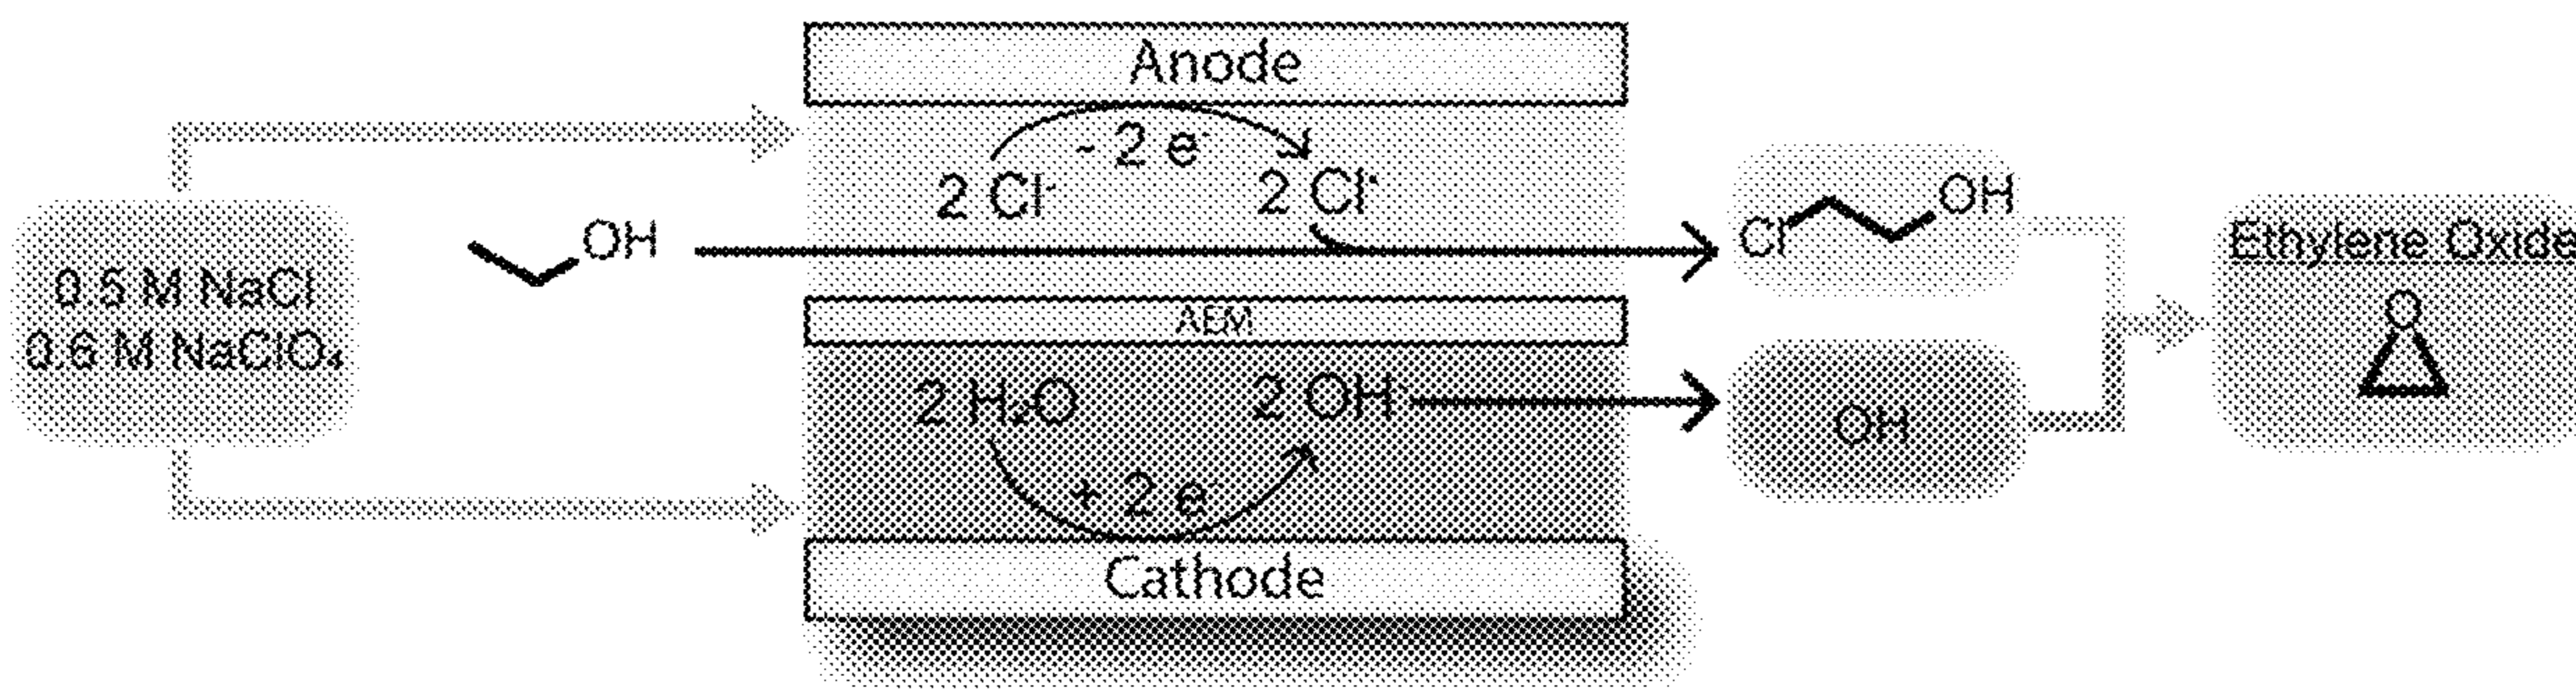 Anode
- 2 e-
2 Cl- 2 Cl·
OH
Cl OH
0.5 M NaCl
0.6 M NaClO₄
Ethylene Oxide
O
AEM
2 H₂O 2 OH-
OH
+ 2 e-
Cathode